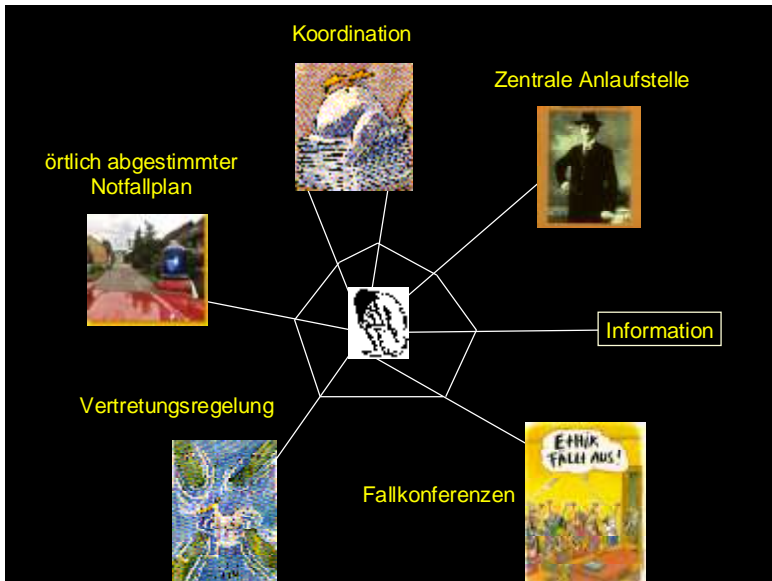 Koordination
Zentrale Anlaufstelle
örtlich abgestimmter
Notfallplan
Information
Vertretungsregelung
ETHIK
FÄLLT AUS!
Fallkonferenzen